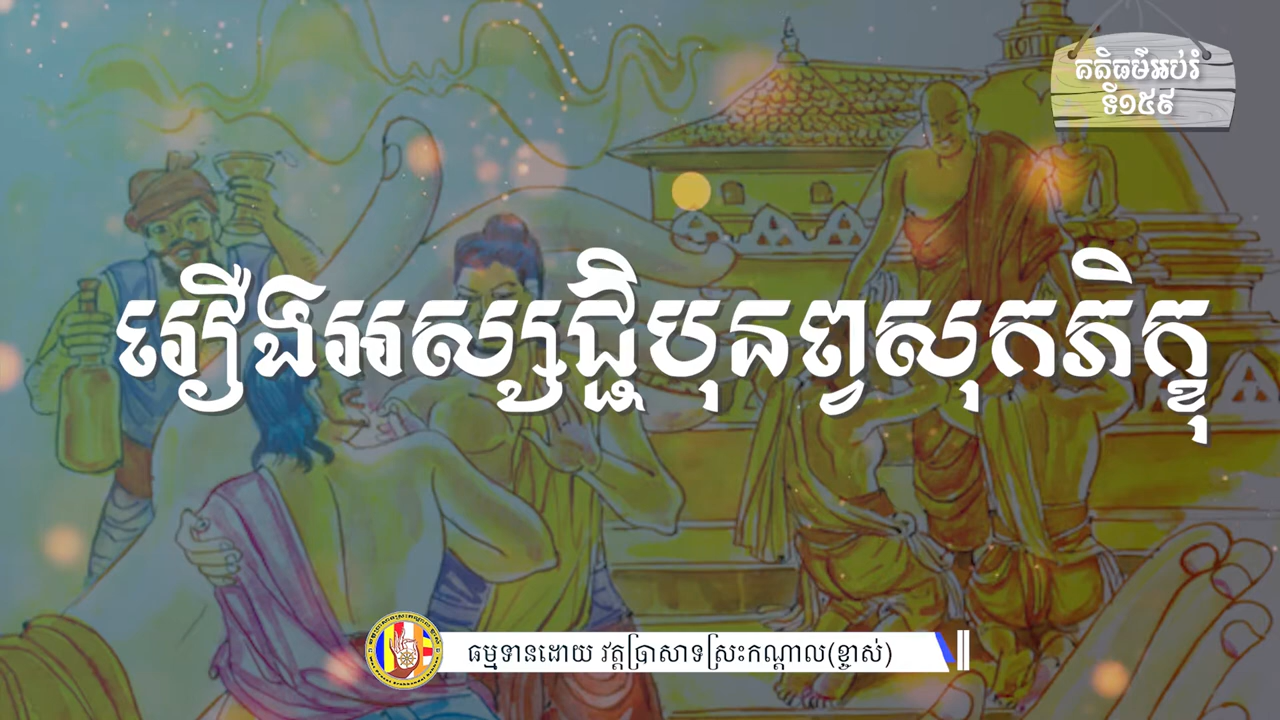 គតិធម៌អប់រំ
ទី១៥៩
រឿងអស្សជ្ជិបុនព្វសុកភិក្ខុ
ធម្មទានដោយ វត្តប្រាសាទស្រះកណ្ដាល(ខ្ចាស់)